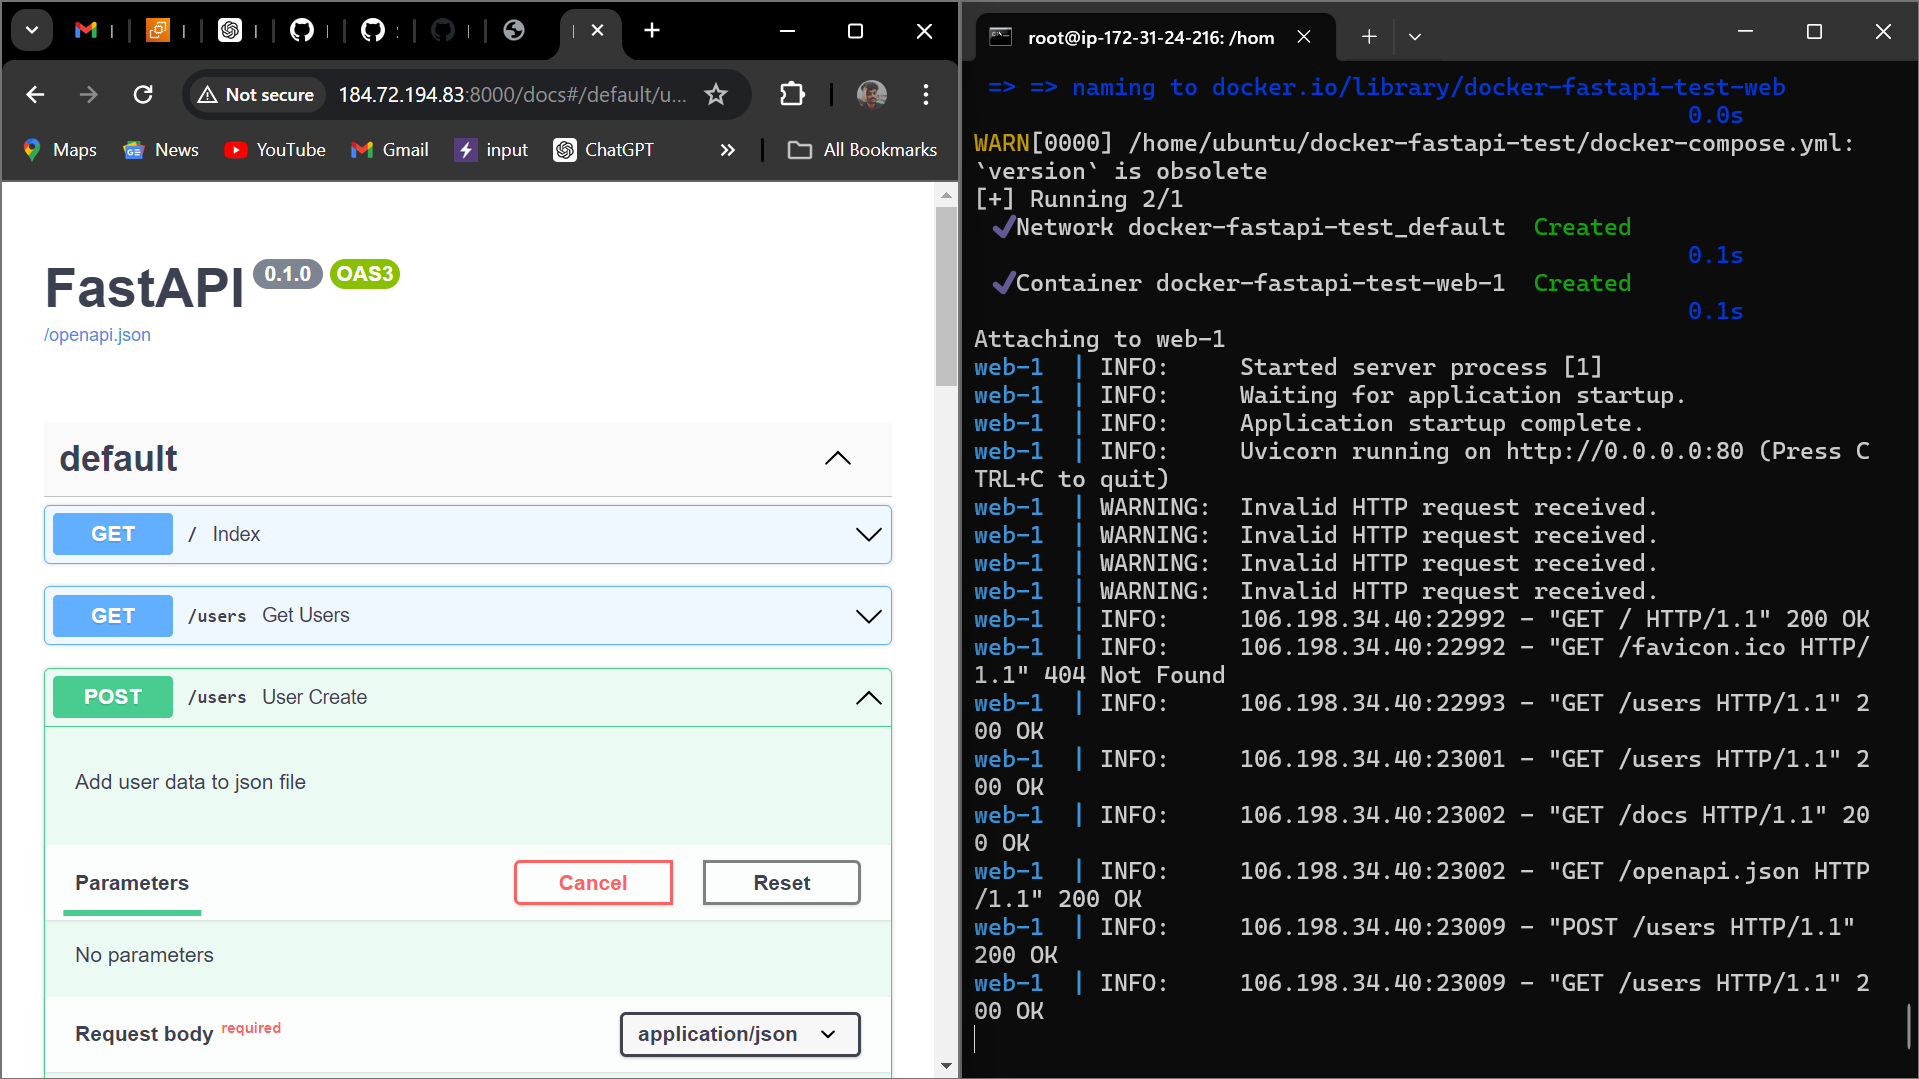 Not secure
184.72.194.83:8000/docs#/default/u...
Maps
News
YouTube
Gmail
input
ChatGPT
»
All Bookmarks
FastAPI 0.1.0 OAS3
/openapi.json
default
GET / Index
GET /users Get Users
POST /users User Create
Add user data to json file
Parameters
Cancel
Reset
No parameters
Request body required
application/json
root@ip-172-31-24-216: /hom
=> => naming to docker.io/library/docker-fastapi-test-web
0.0s
WARN[0000] /home/ubuntu/docker-fastapi-test/docker-compose.yml:
`version` is obsolete
[+] Running 2/1
✔Network docker-fastapi-test_default Created
0.1s
✔Container docker-fastapi-test-web-1 Created
0.1s
Attaching to web-1
web-1 | INFO: Started server process [1]
web-1 | INFO: Waiting for application startup.
web-1 | INFO: Application startup complete.
web-1 | INFO: Uvicorn running on http://0.0.0.0:80 (Press C
TRL+C to quit)
web-1 | WARNING: Invalid HTTP request received.
web-1 | WARNING: Invalid HTTP request received.
web-1 | WARNING: Invalid HTTP request received.
web-1 | WARNING: Invalid HTTP request received.
web-1 | INFO: 106.198.34.40:22992 - "GET / HTTP/1.1" 200 OK
web-1 | INFO: 106.198.34.40:22992 - "GET /favicon.ico HTTP/
1.1" 404 Not Found
web-1 | INFO: 106.198.34.40:22993 - "GET /users HTTP/1.1" 2
00 OK
web-1 | INFO: 106.198.34.40:23001 - "GET /users HTTP/1.1" 2
00 OK
web-1 | INFO: 106.198.34.40:23002 - "GET /docs HTTP/1.1" 20
0 OK
web-1 | INFO: 106.198.34.40:23002 - "GET /openapi.json HTTP
/1.1" 200 OK
web-1 | INFO: 106.198.34.40:23009 - "POST /users HTTP/1.1"
200 OK
web-1 | INFO: 106.198.34.40:23009 - "GET /users HTTP/1.1" 2
00 OK